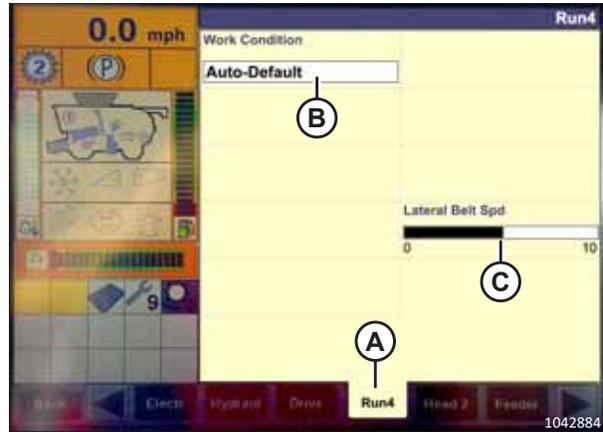 Run4
0.0 mph
Work Condition
2 (P)
Auto-Default
B
Lateral Belt Spd
0 10
C
9
A
Back Electr Hydraul Drive Run4 Head 2 Feeder
1042884